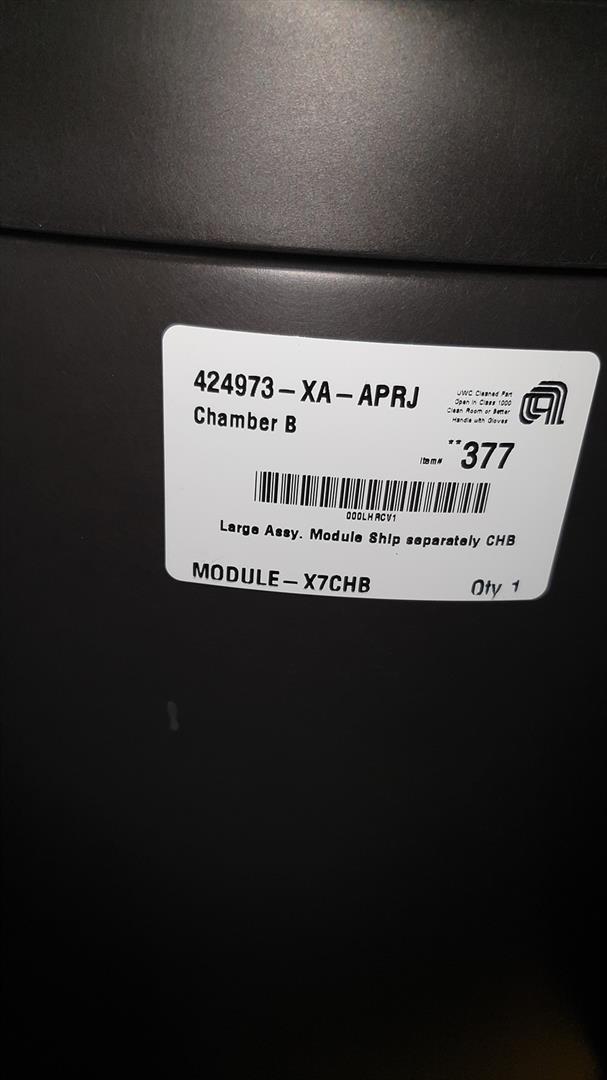 424973-XA-APRJ
Chamber B
UWC Cleaned Part
Open in Class 1000
Clean Room or Better
Handle with Gloves
Item# **377
000LHRCV1
Large Assy. Module Ship separately CHB
MODULE-X7CHB Qty 1